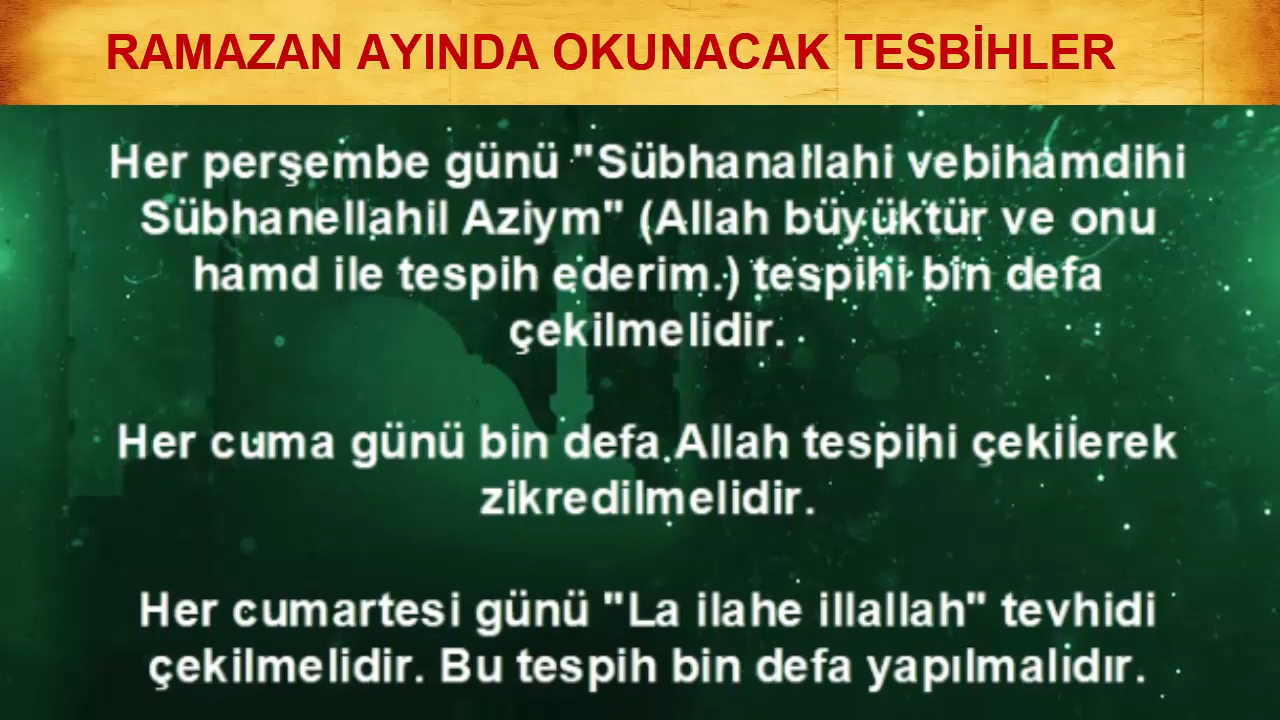 RAMAZAN AYINDA OKUNACAK TESBİHLER
Her perşembe günü "Sübhanallahi vebihamdihi
Sübhanellahil Aziym" (Allah büyüktür ve onu
hamd ile tespih ederim.) tespihi bin defa
çekilmelidir.
Her cuma günü bin defa Allah tespihi çekilerek
zikredilmelidir.
Her cumartesi günü "La ilahe illallah" tevhidi
çekilmelidir. Bu tespih bin defa yapılmalıdır.